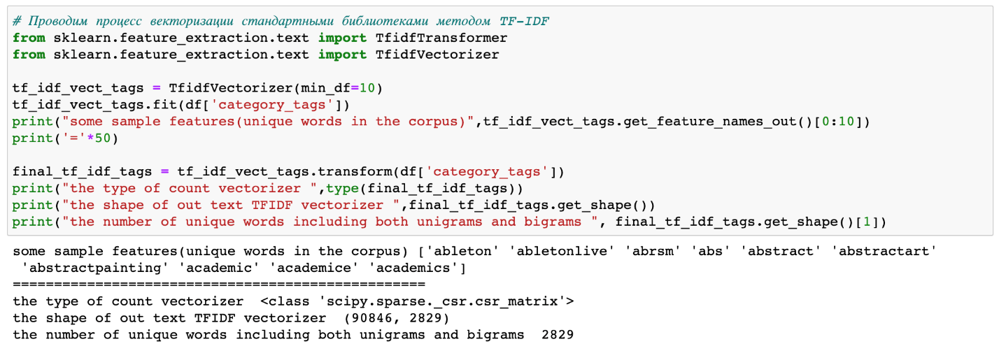 # Проводим процесс векторизации стандартными библиотеками методом TF-IDF
from sklearn.feature_extraction.text import TfidfTransformer
from sklearn.feature_extraction.text import TfidfVectorizer
tf_idf_vect_tags = TfidfVectorizer(min_df=10)
tf_idf_vect_tags.fit(df['category_tags'])
print("some sample features(unique words in the corpus)",tf_idf_vect_tags.get_feature_names_out()[0:10])
print('='*50)
final_tf_idf_tags = tf_idf_vect_tags.transform(df['category_tags'])
print("the type of count vectorizer ",type(final_tf_idf_tags))
print("the shape of out text TFIDF vectorizer ",final_tf_idf_tags.get_shape())
print("the number of unique words including both unigrams and bigrams ", final_tf_idf_tags.get_shape()[1])
some sample features(unique words in the corpus) ['ableton' 'abletonlive' 'abrsm' 'abs' 'abstract' 'abstractart'
 'abstractpainting' 'academic' 'academice' 'academics']
==================================================
the type of count vectorizer  <class 'scipy.sparse._csr.csr_matrix'>
the shape of out text TFIDF vectorizer  (90846, 2829)
the number of unique words including both unigrams and bigrams  2829